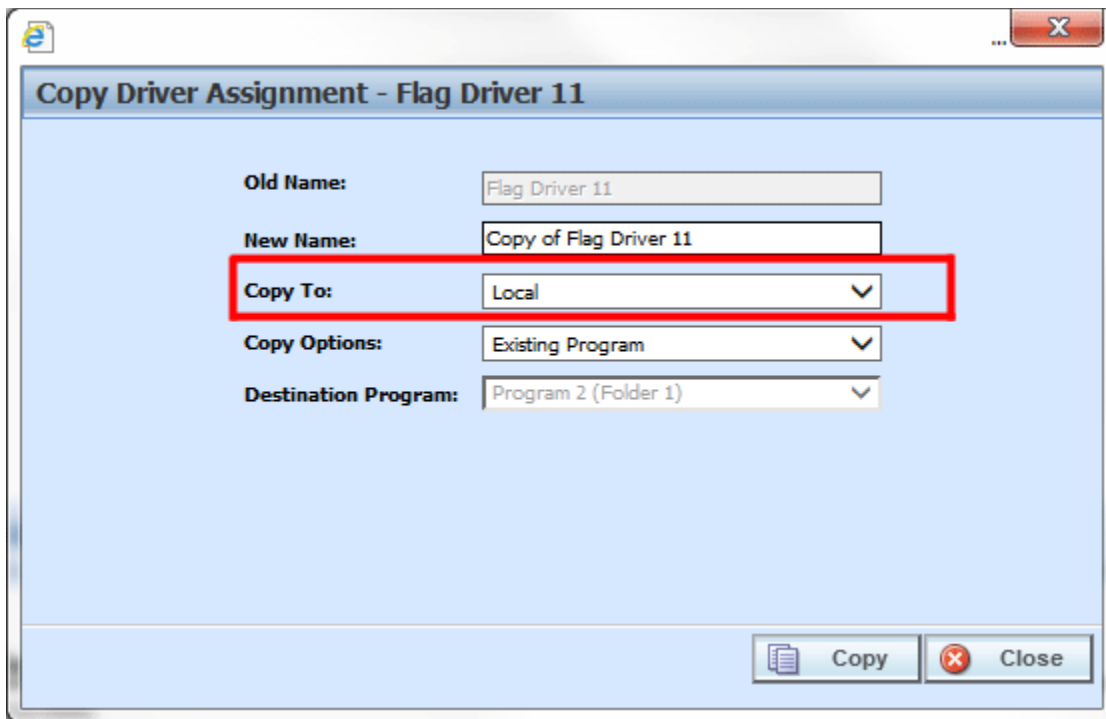 ...
Copy Driver Assignment - Flag Driver 11
Old Name: Flag Driver 11
New Name: Copy of Flag Driver 11
Copy To: Local
Copy Options: Existing Program
Destination Program: Program 2 (Folder 1)
Copy Close